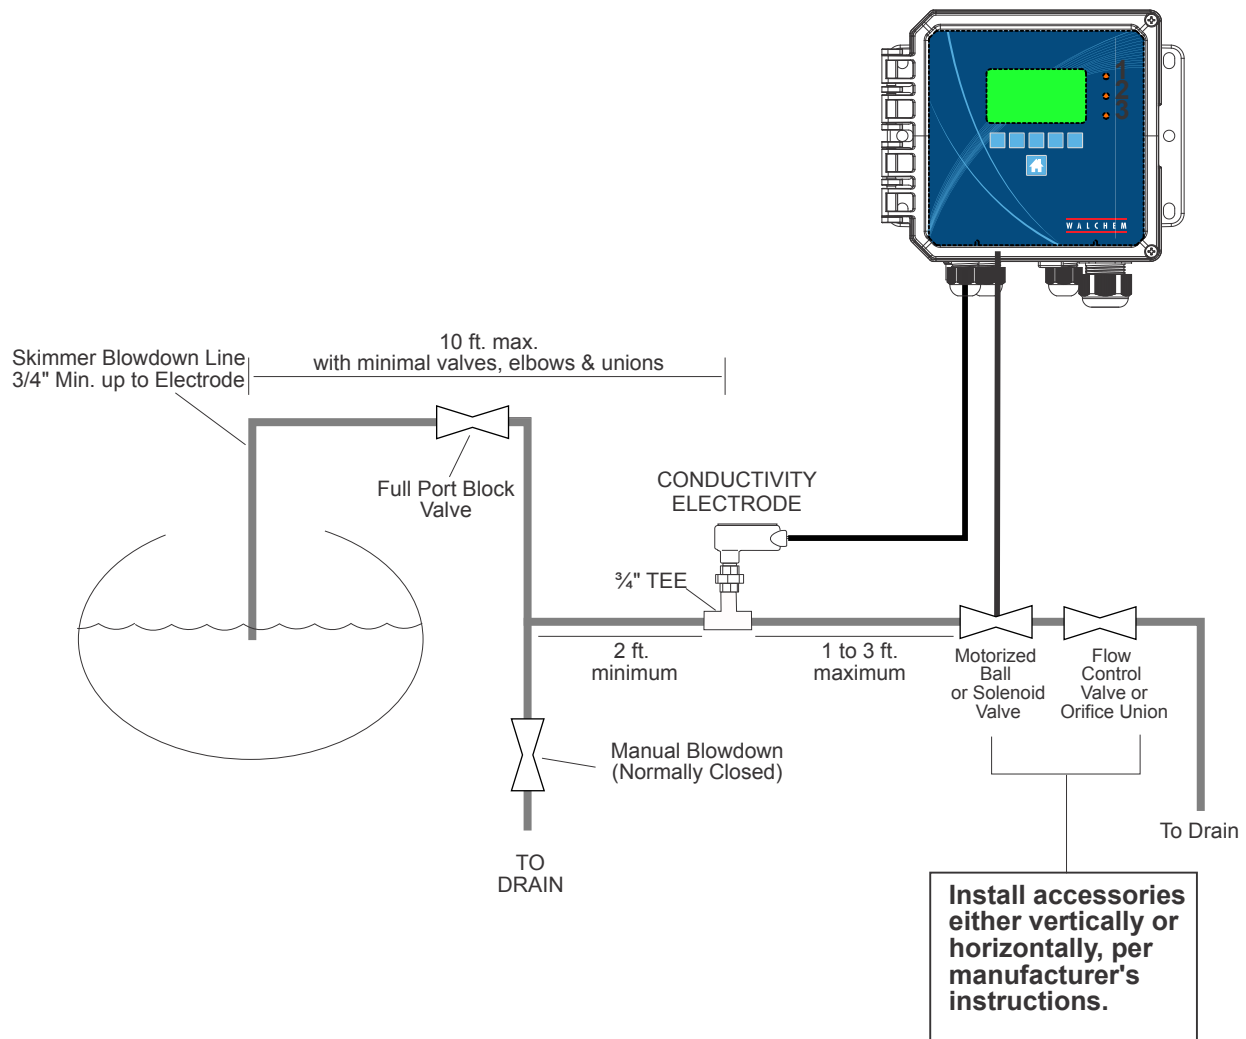 1
2
3
WALCHEM
10 ft. max.
with minimal valves, elbows & unions
Skimmer Blowdown Line
3/4" Min. up to Electrode
Full Port Block
Valve
CONDUCTIVITY
ELECTRODE
¾" TEE
2 ft.
minimum
1 to 3 ft.
maximum
Motorized
Ball
or Solenoid
Valve
Flow
Control
Valve or
Orifice Union
Manual Blowdown
(Normally Closed)
TO
DRAIN
To Drain
Install accessories
either vertically or
horizontally, per
manufacturer's
instructions.